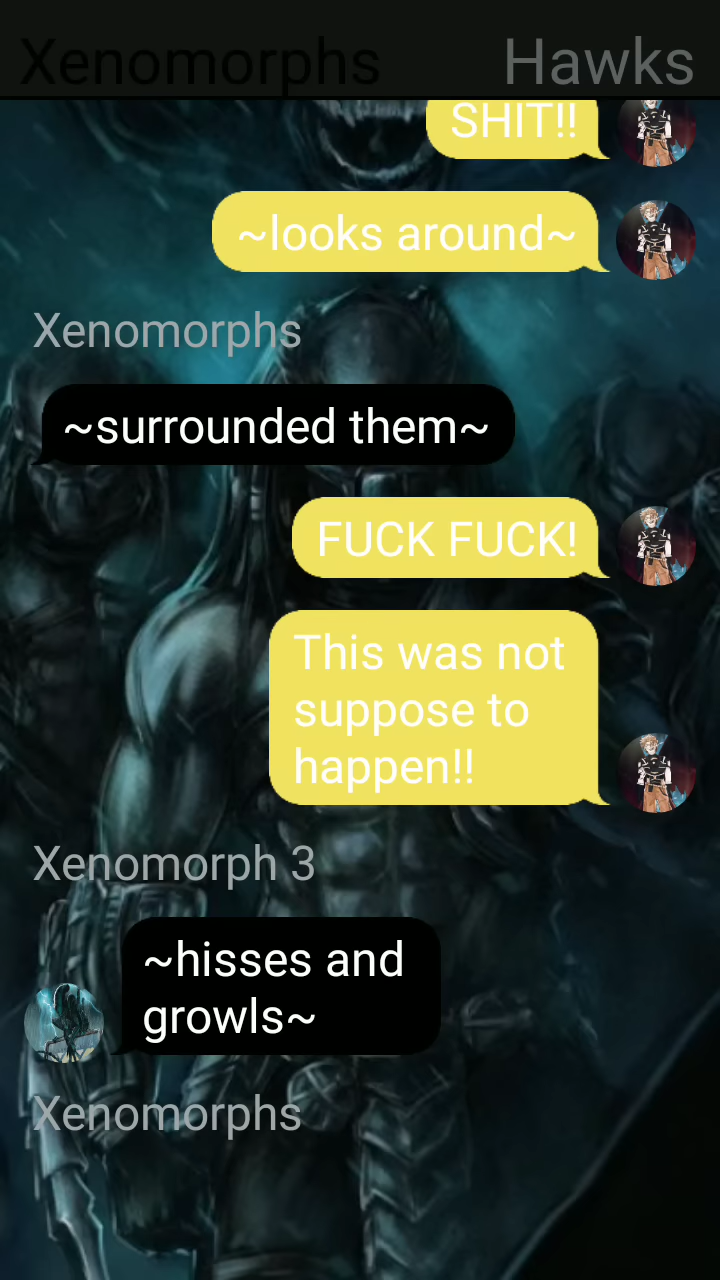 Xenomorphs Hawks
SHIT!!
~looks around~
Xenomorphs
~surrounded them~
FUCK FUCK!
This was not
suppose to
happen!!
Xenomorph 3
~hisses and
growls~
Xenomorphs